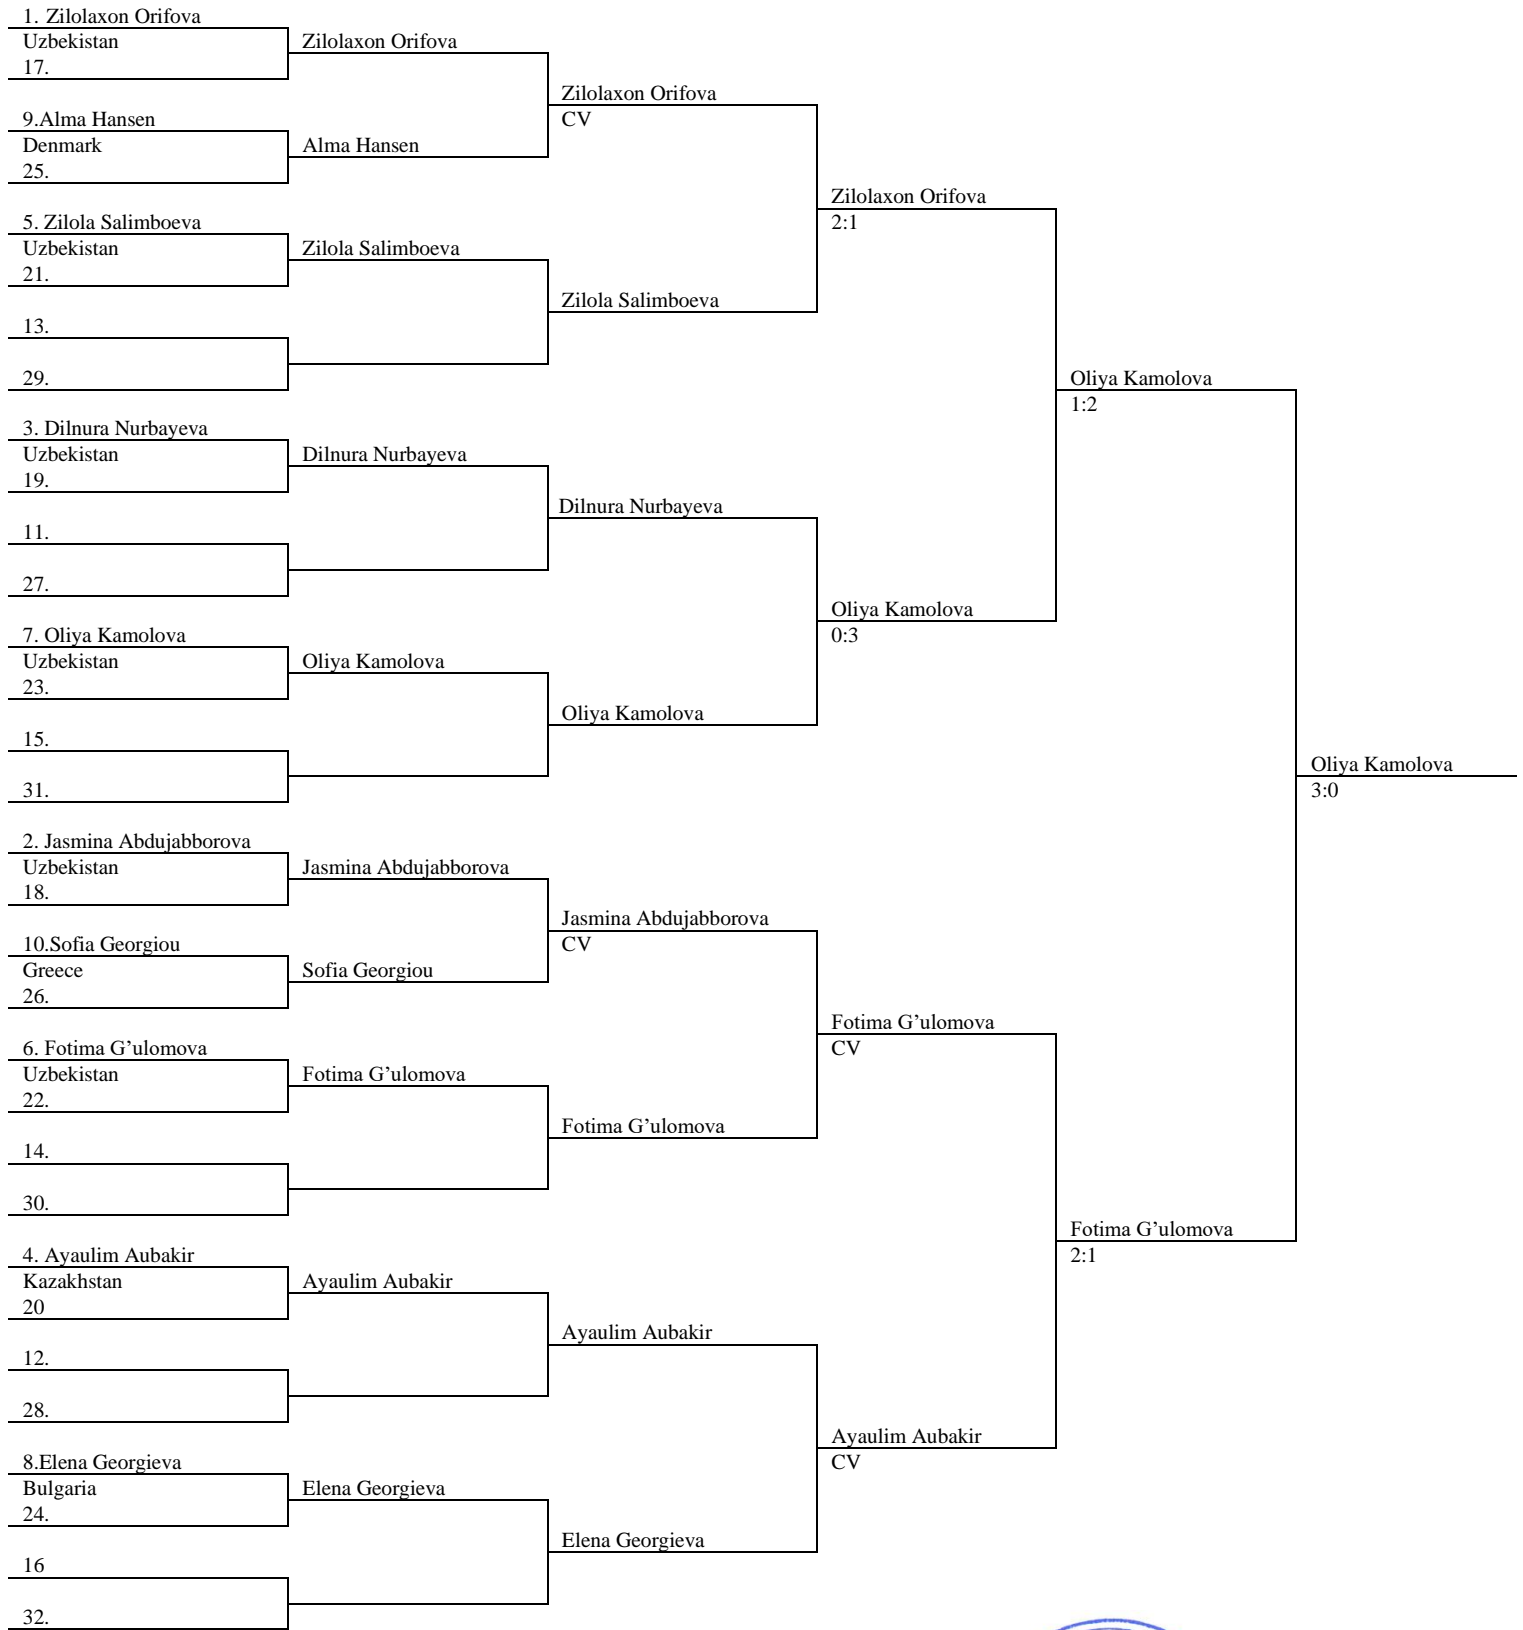 1. Zilolaxon Orifova
Uzbekistan
17.
Zilolaxon Orifova
9.Alma Hansen
Denmark
25.
Alma Hansen
Zilolaxon Orifova
CV
5. Zilola Salimboeva
Uzbekistan
21.
Zilola Salimboeva
13.
29.
Zilola Salimboeva
Zilolaxon Orifova
2:1
3. Dilnura Nurbayeva
Uzbekistan
19.
Dilnura Nurbayeva
11.
27.
Dilnura Nurbayeva
7. Oliya Kamolova
Uzbekistan
23.
Oliya Kamolova
15.
31.
Oliya Kamolova
Oliya Kamolova
0:3
Oliya Kamolova
1:2
2. Jasmina Abdujabborova
Uzbekistan
18.
Jasmina Abdujabborova
10.Sofia Georgiou
Greece
26.
Sofia Georgiou
Jasmina Abdujabborova
CV
6. Fotima G’ulomova
Uzbekistan
22.
Fotima G’ulomova
14.
30.
Fotima G’ulomova
Fotima G’ulomova
CV
4. Ayaulim Aubakir
Kazakhstan
20
Ayaulim Aubakir
12.
28.
Ayaulim Aubakir
8.Elena Georgieva
Bulgaria
24.
Elena Georgieva
16
32.
Elena Georgieva
Ayaulim Aubakir
CV
Fotima G’ulomova
2:1
Oliya Kamolova
3:0